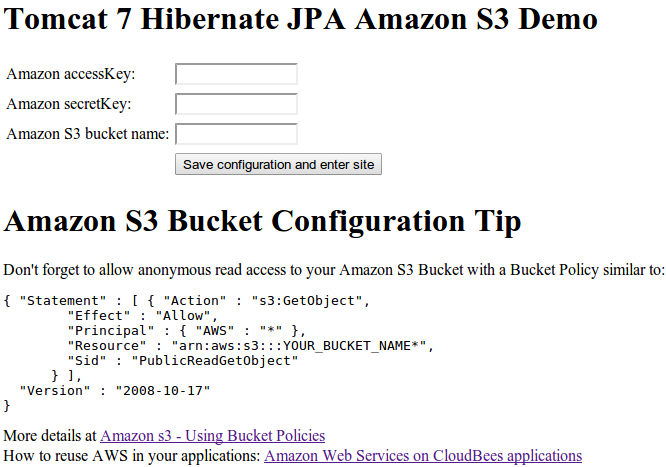 Tomcat 7 Hibernate JPA Amazon S3 Demo
Amazon accessKey:
Amazon secretKey:
Amazon S3 bucket name:
Save configuration and enter site
Amazon S3 Bucket Configuration Tip
Don't forget to allow anonymous read access to your Amazon S3 Bucket with a Bucket Policy similar to:
{ "Statement" : [ { "Action" : "s3:GetObject",
        "Effect" : "Allow",
        "Principal" : { "AWS" : "*" },
        "Resource" : "arn:aws:s3:::YOUR_BUCKET_NAME*",
        "Sid" : "PublicReadGetObject"
      } ],
  "Version" : "2008-10-17"
}
More details at Amazon s3 - Using Bucket Policies
How to reuse AWS in your applications: Amazon Web Services on CloudBees applications